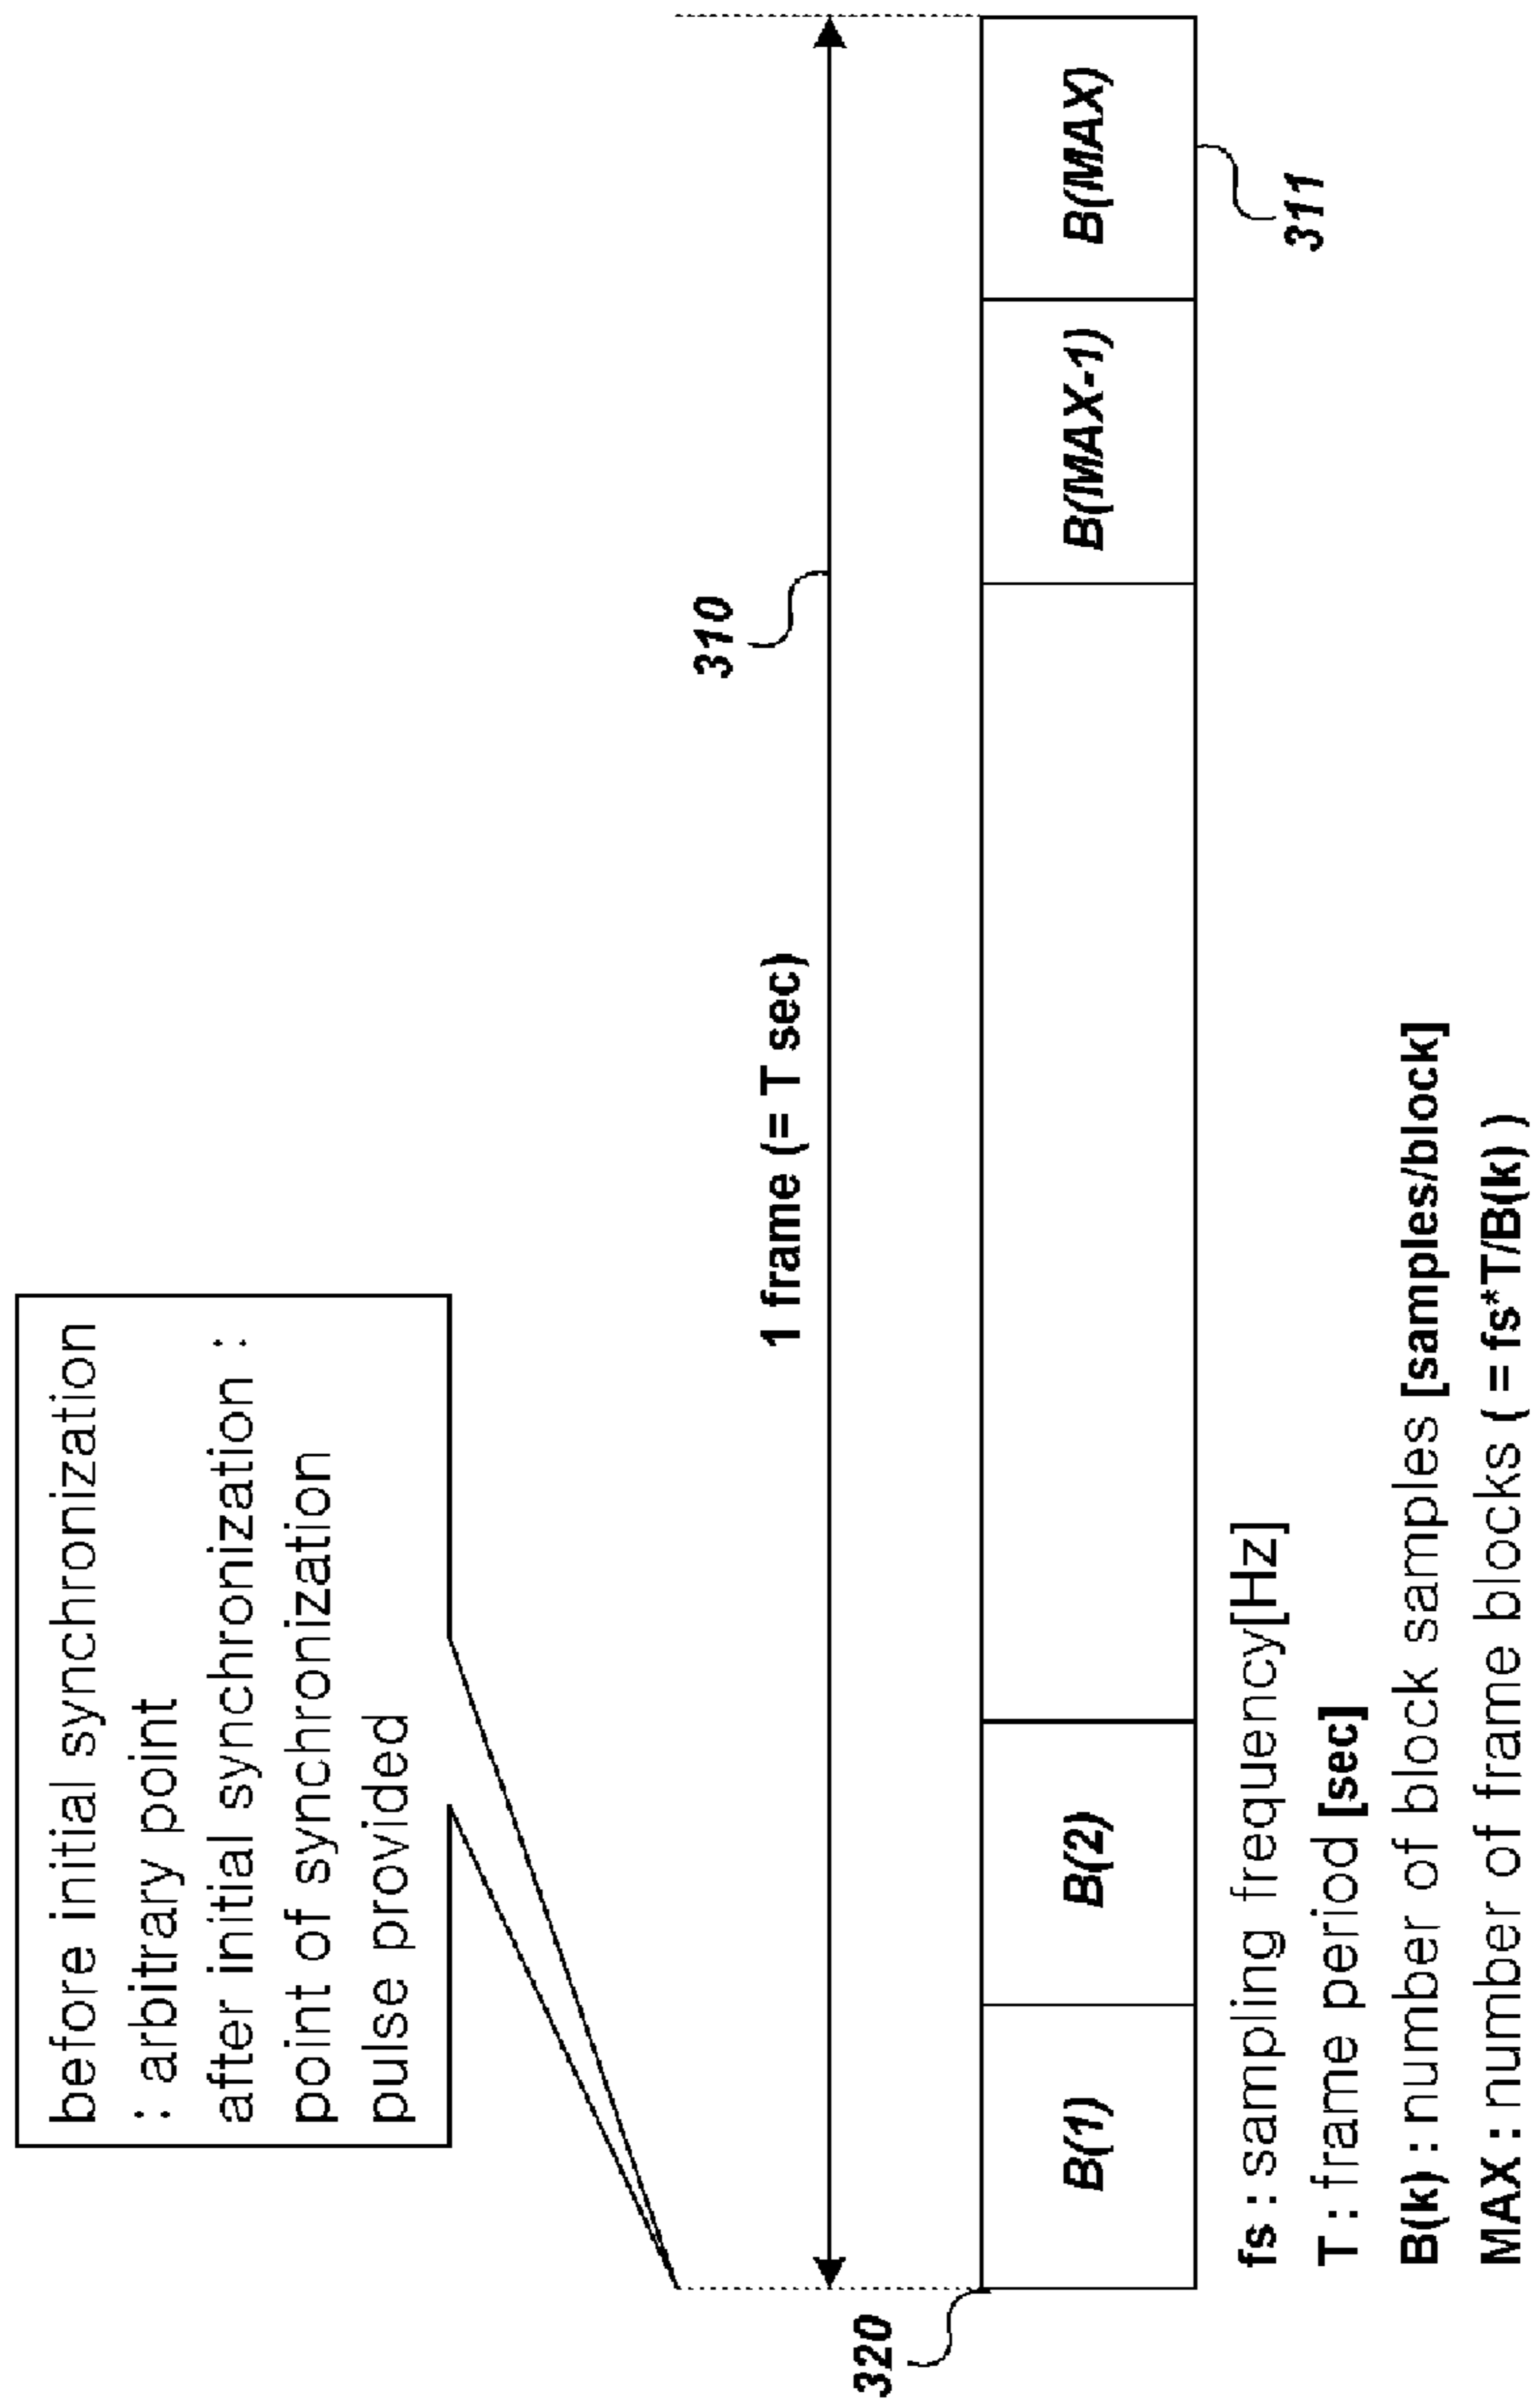 before initial synchronization
: arbitrary point
after initial synchronization :
point of synchronization
pulse provided
310
1 frame (= T sec)
320
B(1)
B(2)
B(MAX-1)
B(MAX)
311
fs : sampling frequency[Hz]
T : frame period [sec]
B(k) : number of block samples [samples/block]
MAX : number of frame blocks ( = fs*T/B(k) )